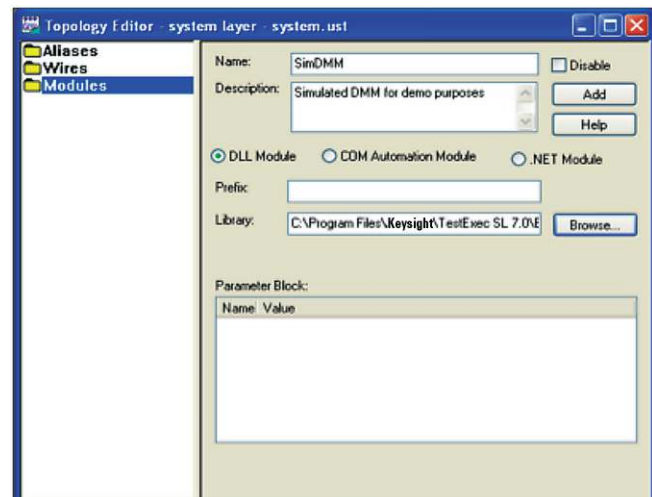 Topology Editor - system layer - system.ust
Aliases
Wires
Modules
Name: SimDMM Disable
Description: Simulated DMM for demo purposes Add
Help
DLL Module COM Automation Module .NET Module
Prefix:
Library: C:\Program Files\Keysight\TestExec SL 7.0\E Browse...
Parameter Block:
Name Value